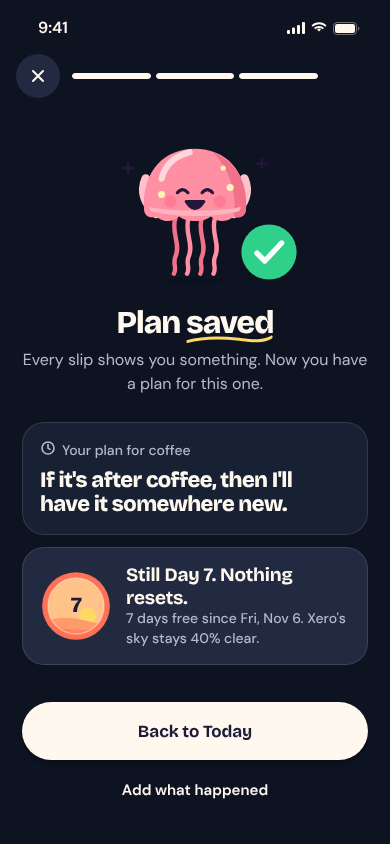 9:41
Plan saved
Every slip shows you something. Now you have
a plan for this one.
Your plan for coffee
If it's after coffee, then I'll
have it somewhere new.
7
Still Day 7. Nothing
resets.
7 days free since Fri, Nov 6. Xero's
sky stays 40% clear.
Back to Today
Add what happened